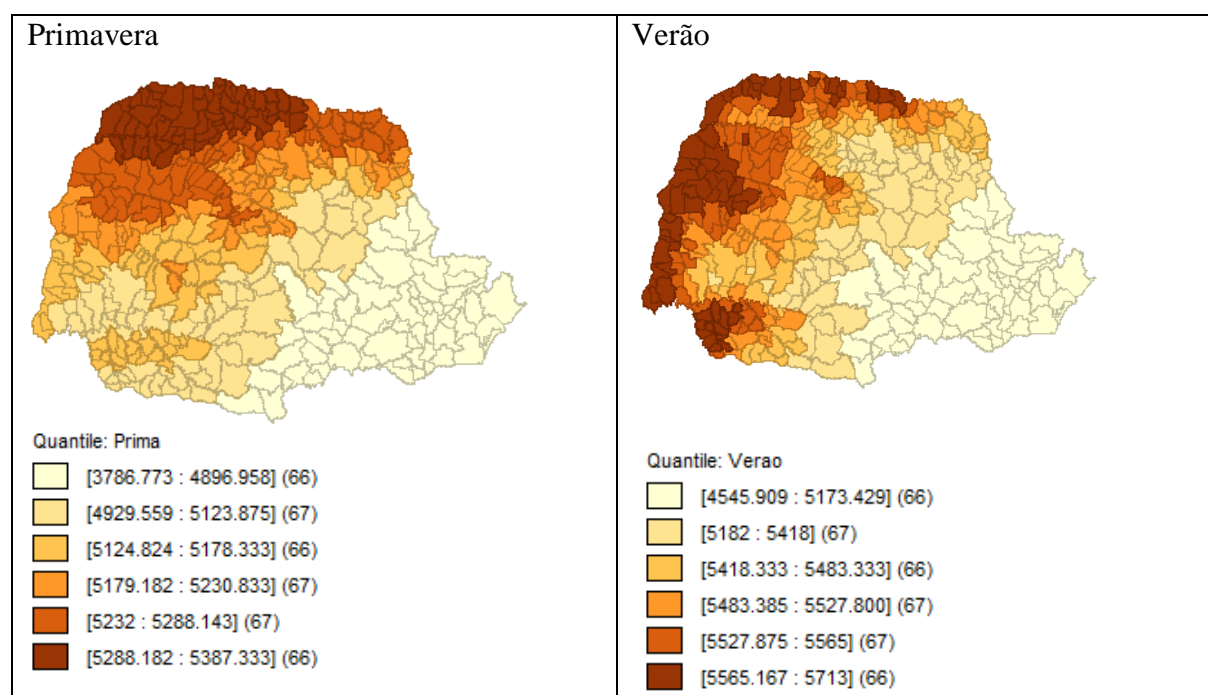 Primavera
Quantile: Prima
[3786.773 : 4896.958] (66)
[4929.559 : 5123.875] (67)
[5124.824 : 5178.333] (66)
[5179.182 : 5230.833] (67)
[5232 : 5288.143] (67)
[5288.182 : 5387.333] (66)
Verão
Quantile: Verao
[4545.909 : 5173.429] (66)
[5182 : 5418] (67)
[5418.333 : 5483.333] (66)
[5483.385 : 5527.800] (67)
[5527.875 : 5565] (67)
[5565.167 : 5713] (66)